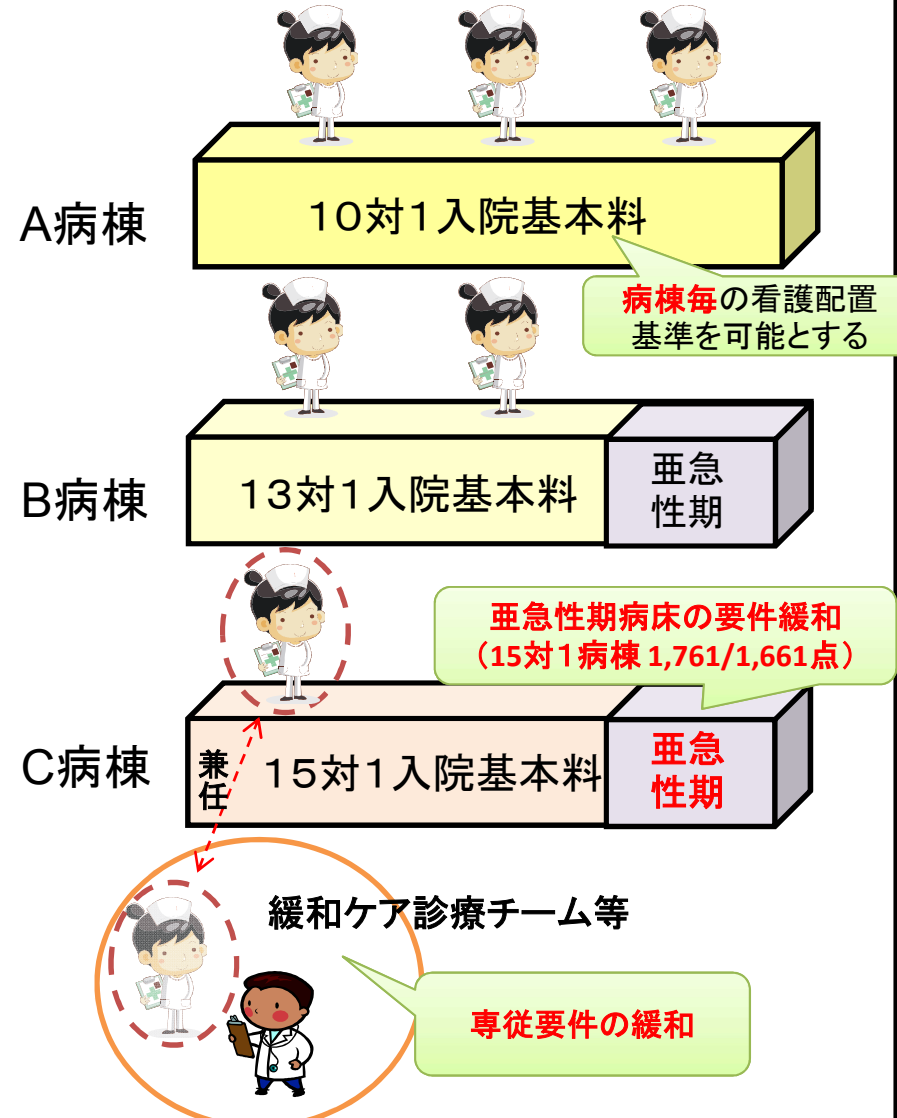 A病棟
10対1入院基本料
病棟毎の看護配置
基準を可能とする
B病棟
13対1入院基本料
亜急
性期
亜急性期病床の要件緩和
（15対1病棟 1,761/1,661点）
C病棟
兼
任
15対1入院基本料
亜急
性期
緩和ケア診療チーム等
専従要件の緩和